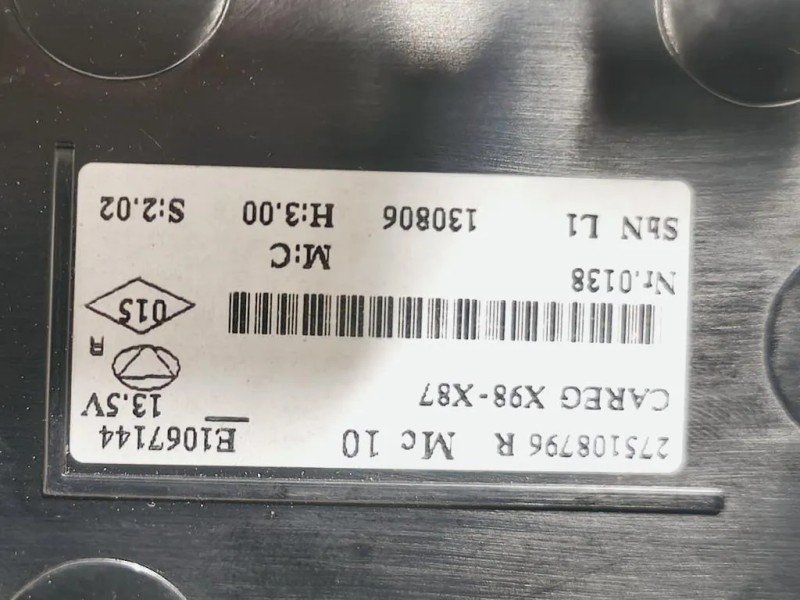 275108796 R Mc 10 E1067144
CAREG X98-X87 13.5V
R
015
Nr.0138 M:C
SbN L1 130806 H:3.00 S:2.02